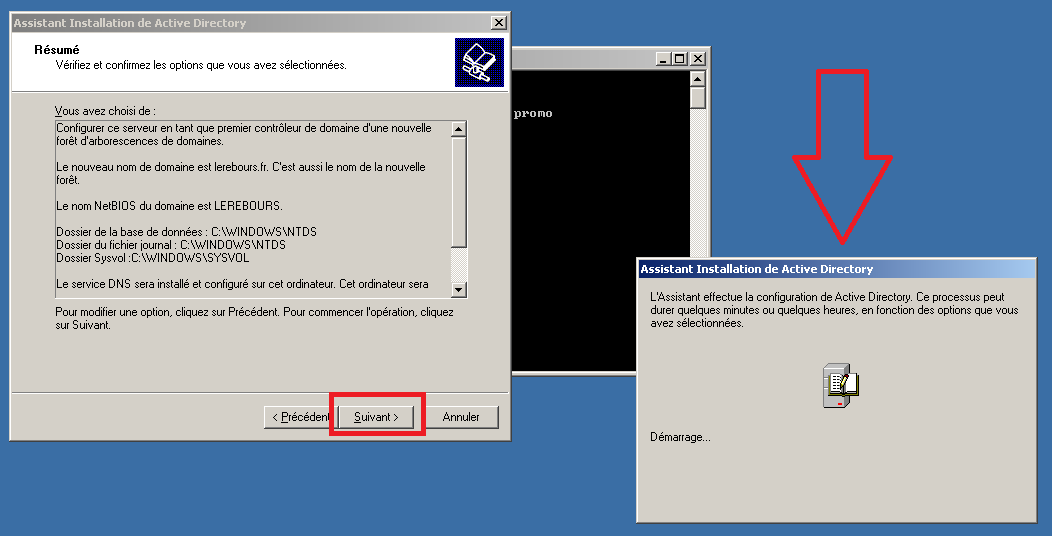 Assistant Installation de Active Directory
Résumé
Vérifiez et confirmez les options que vous avez sélectionnées.
Vous avez choisi de :
Configurer ce serveur en tant que premier contrôleur de domaine d'une nouvelle
forêt d'arborescences de domaines.
Le nouveau nom de domaine est lerebours.fr. C'est aussi le nom de la nouvelle
forêt.
Le nom NetBIOS du domaine est LEREBOURS.
Dossier de la base de données : C:\WINDOWS\NTDS
Dossier du fichier journal : C:\WINDOWS\NTDS
Dossier Sysvol :C:\WINDOWS\SYSVOL
Le service DNS sera installé et configuré sur cet ordinateur. Cet ordinateur sera
Pour modifier une option, cliquez sur Précédent. Pour commencer l'opération, cliquez
sur Suivant.
< Précédent
Suivant >
Annuler
promo
Assistant Installation de Active Directory
L'Assistant effectue la configuration de Active Directory. Ce processus peut
durer quelques minutes ou quelques heures, en fonction des options que vous
avez sélectionnées.
Démarrage...